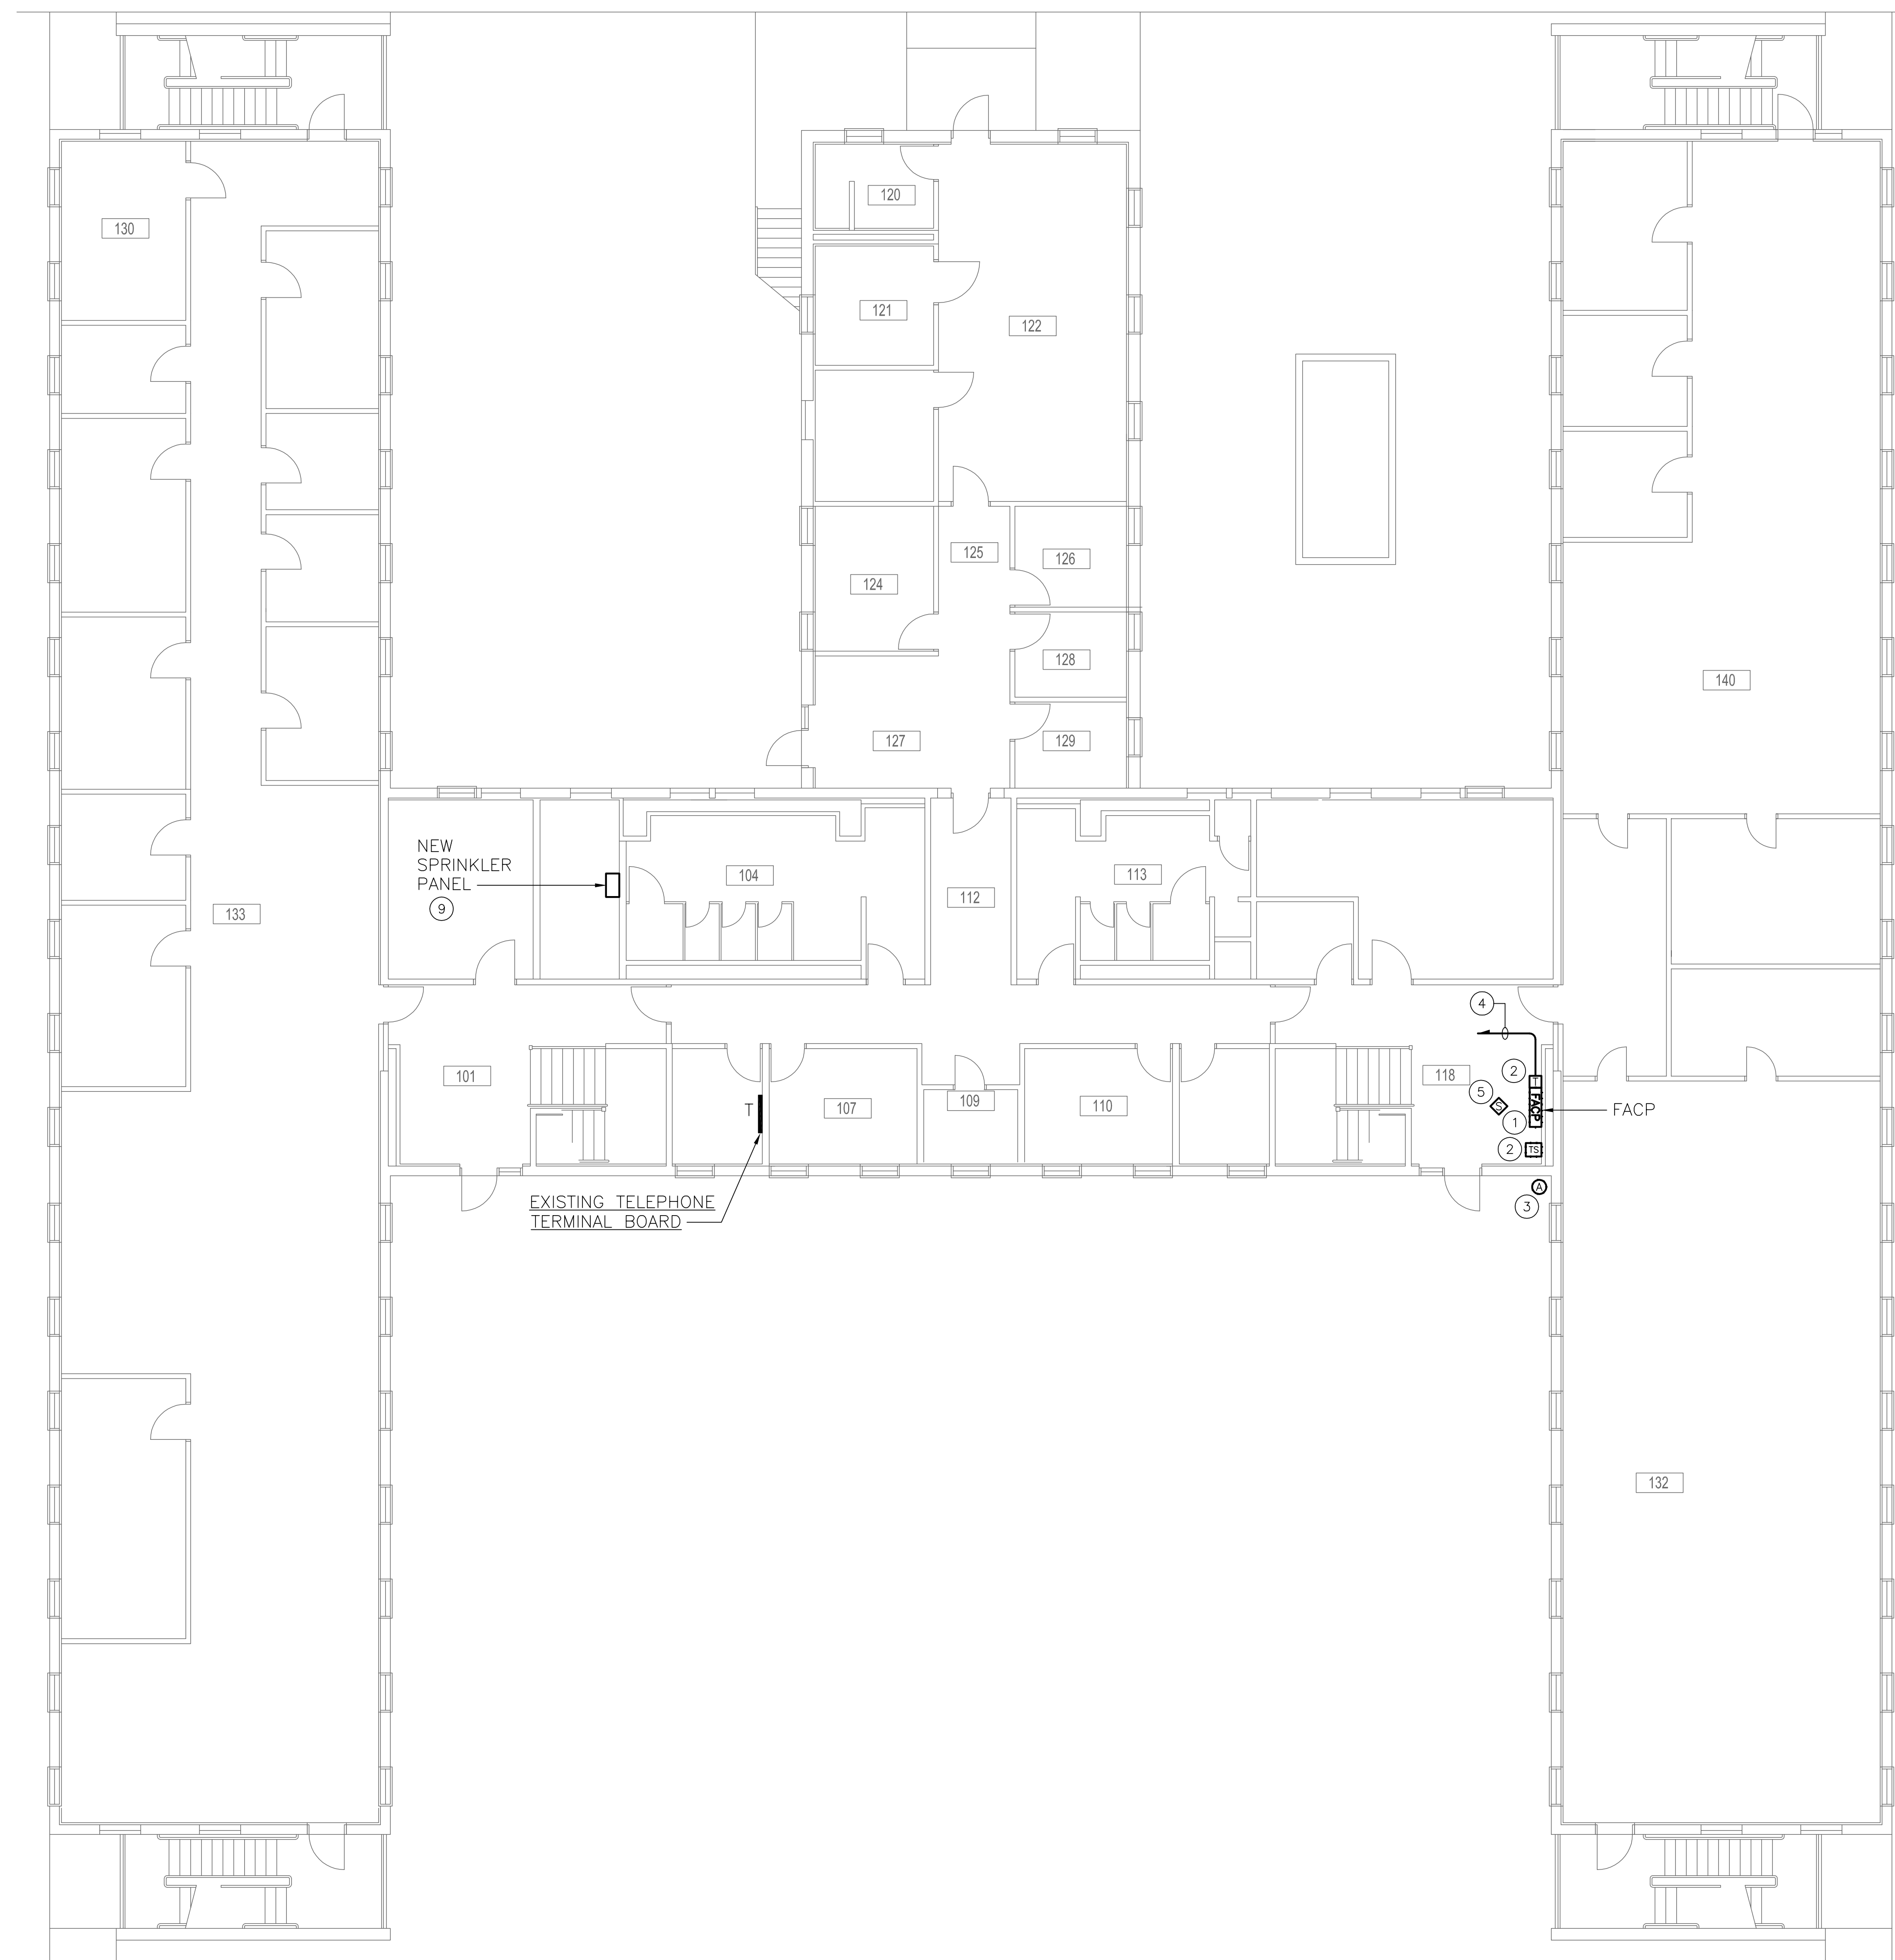 120
130
121
122
125
126
124
128
140
127
129
NEW
SPRINKLER
PANEL
9
104
113
112
133
4
101
118
2
T
5
S
FACP
1
FACP
T
107
109
110
2
TS
A
3
EXISTING TELEPHONE
TERMINAL BOARD
132